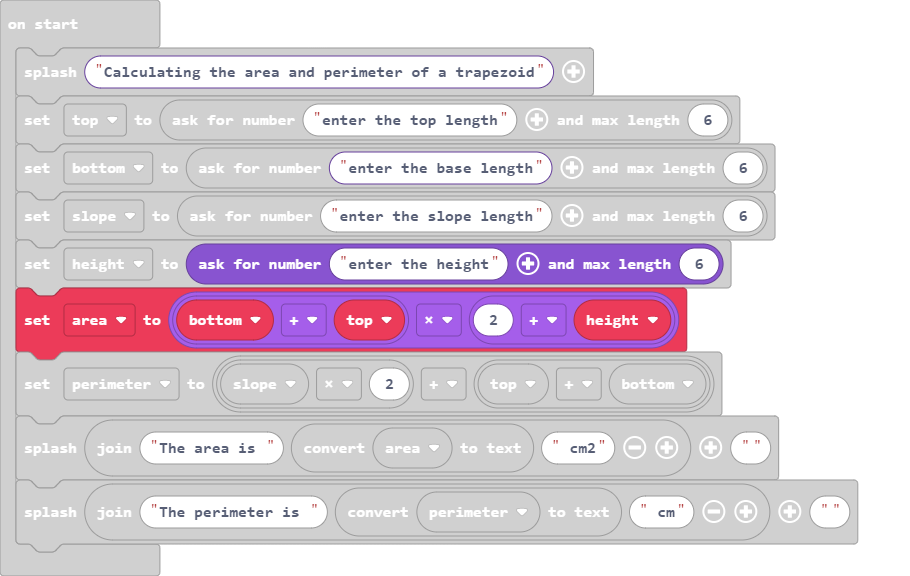 on start
splash "Calculating the area and perimeter of a trapezoid"
set top to ask for number "enter the top length" and max length 6
set bottom to ask for number "enter the base length" and max length 6
set slope to ask for number "enter the slope length" and max length 6
set height to ask for number "enter the height" and max length 6
set area to bottom + top × 2 + height
set perimeter to slope × 2 + top + bottom
splash join "The area is " convert area to text " cm2" - + + ""
splash join "The perimeter is " convert perimeter to text " cm" - + + ""